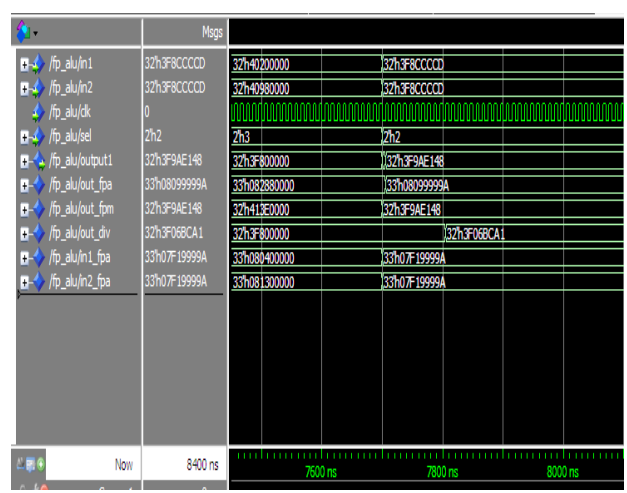 Msgs
/fp_alu/in1 32'h3F8CCCCD 32'h40200000 32'h3F8CCCCD
/fp_alu/in2 32'h3F8CCCCD 32'h40980000 32'h3F8CCCCD
/fp_alu/clk 0
/fp_alu/sel 2'h2 2'h3 2'h2
/fp_alu/output1 32'h3F9AE148 32'h3F800000 32'h3F9AE148
/fp_alu/out_fpa 33'h08099999A 33'h082880000 33'h08099999A
/fp_alu/out_fpm 32'h3F9AE148 32'h413E0000 32'h3F9AE148
/fp_alu/out_div 32'h3F06BCA1 32'h3F800000 32'h3F06BCA1
/fp_alu/in1_fpa 33'h07F19999A 33'h080400000 33'h07F19999A
/fp_alu/in2_fpa 33'h07F19999A 33'h081300000 33'h07F19999A
Now 8400 ns 7600 ns 7800 ns 8000 ns